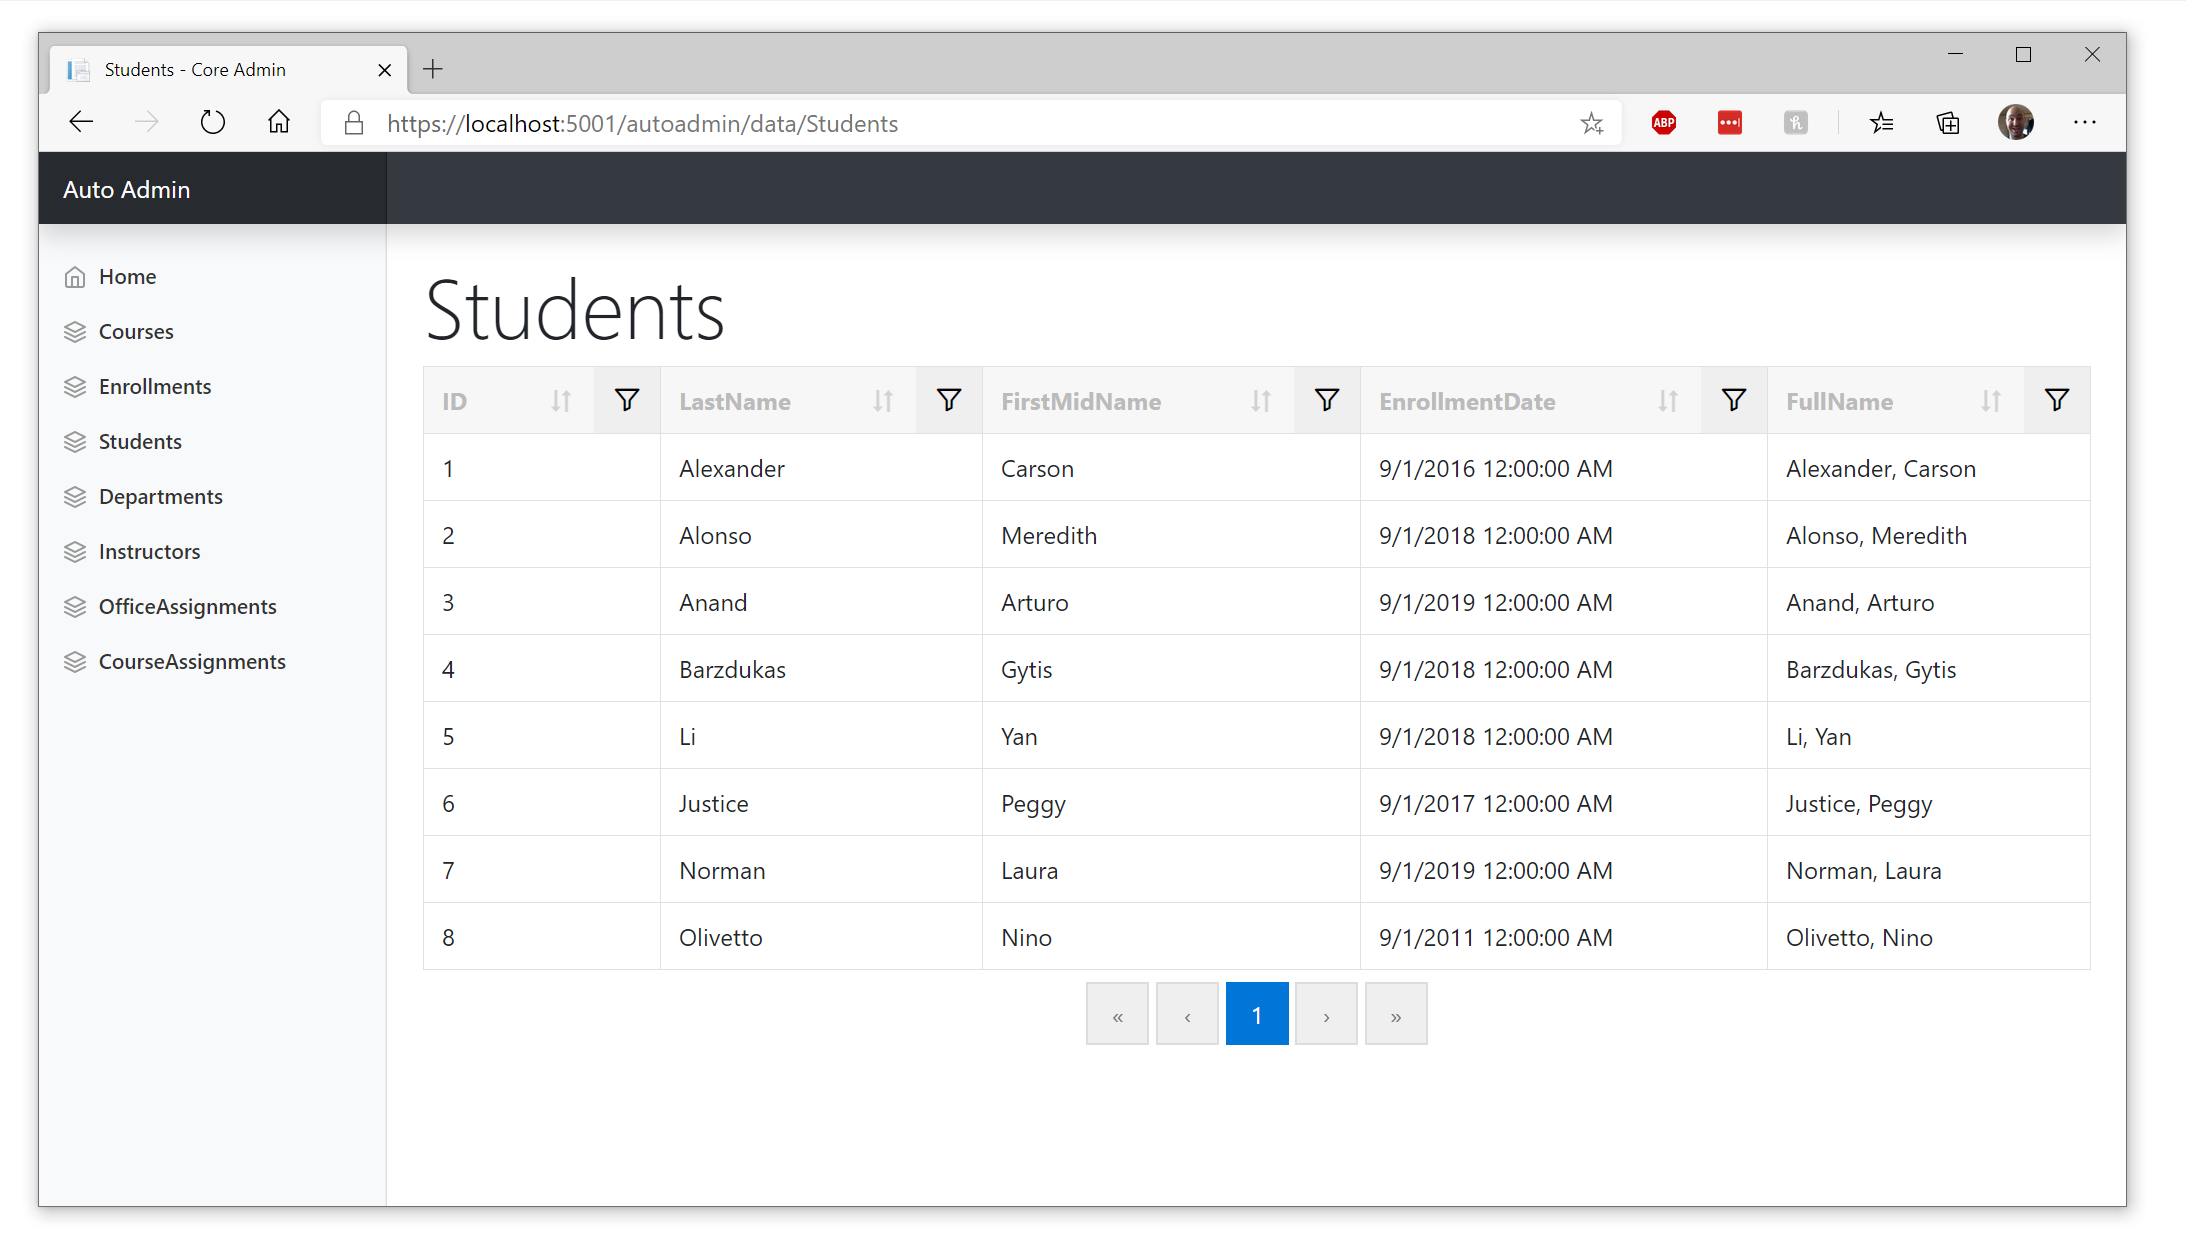 Students - Core Admin
https://localhost:5001/autoadmin/data/Students
ABP
Auto Admin
Home
Courses
Enrollments
Students
Departments
Instructors
OfficeAssignments
CourseAssignments
Students
ID LastName FirstMidName EnrollmentDate FullName
1 Alexander Carson 9/1/2016 12:00:00 AM Alexander, Carson
2 Alonso Meredith 9/1/2018 12:00:00 AM Alonso, Meredith
3 Anand Arturo 9/1/2019 12:00:00 AM Anand, Arturo
4 Barzdukas Gytis 9/1/2018 12:00:00 AM Barzdukas, Gytis
5 Li Yan 9/1/2018 12:00:00 AM Li, Yan
6 Justice Peggy 9/1/2017 12:00:00 AM Justice, Peggy
7 Norman Laura 9/1/2019 12:00:00 AM Norman, Laura
8 Olivetto Nino 9/1/2011 12:00:00 AM Olivetto, Nino
« ‹ 1 › »